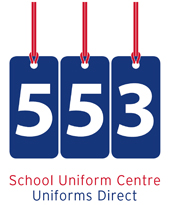 553
School Uniform Centre
Uniforms Direct